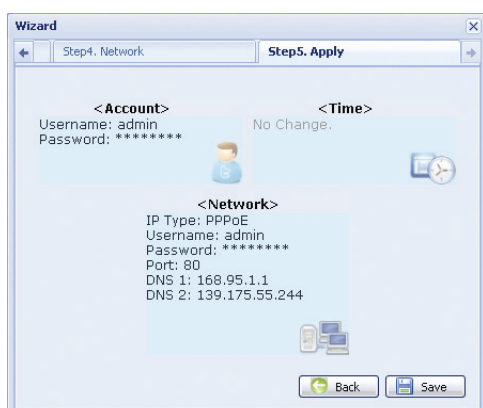 Wizard
Step4. Network
Step5. Apply
<Account>
Username: admin
Password: ********
<Time>
No Change.
<Network>
IP Type: PPPoE
Username: admin
Password: ********
Port: 80
DNS 1: 168.95.1.1
DNS 2: 139.175.55.244
Back
Save